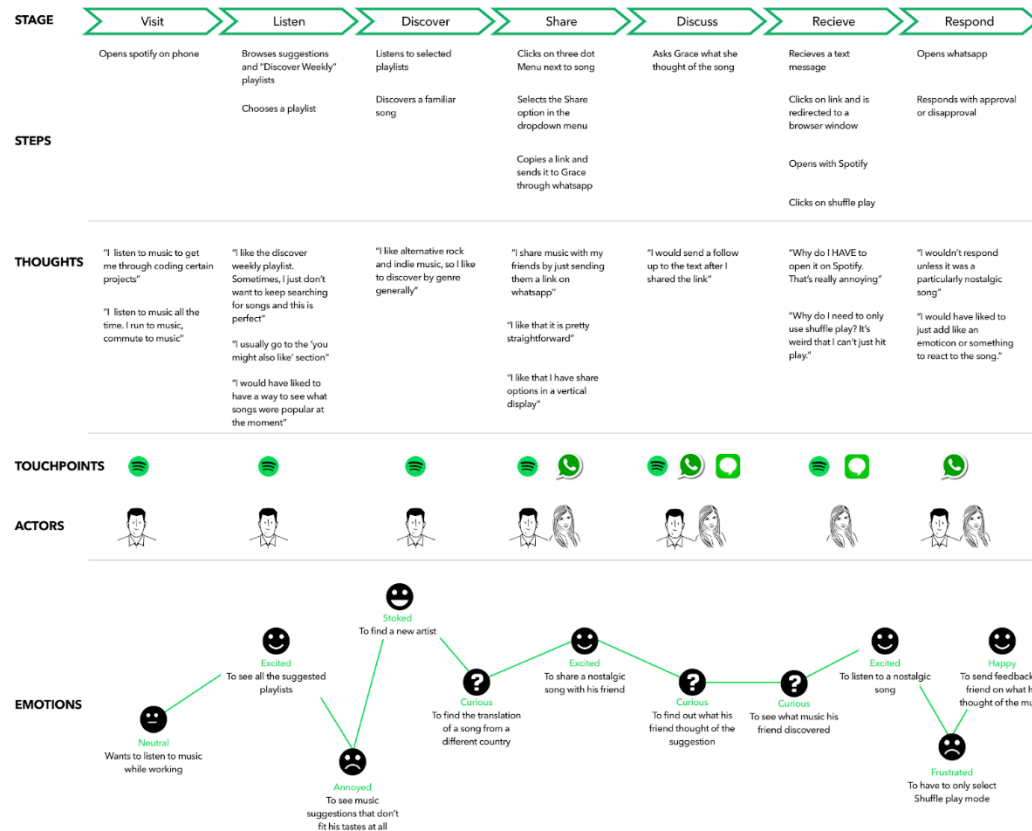 STAGE
Visit
Listen
Discover
Share
Discuss
Recieve
Respond
STEPS
Opens spotify on phone
Browses suggestions
and "Discover Weekly"
playlists
Chooses a playlist
Listens to selected
playlists
Discovers a familiar
song
Clicks on three dot
Menu next to song
Selects the Share
option in the
dropdown menu
Copies a link and
sends it to Grace
through whatsapp
Asks Grace what she
thought of the song
Recieves a text
message
Clicks on link and is
redirected to a
browser window
Opens with Spotify
Clicks on shuffle play
Opens whatsapp
Responds with approval
or disapproval
THOUGHTS
"I listen to music to get
me through coding certain
projects"
"I listen to music all the
time. I run to music,
commute to music"
"I like the discover
weekly playlist.
Sometimes, I just don't
want to keep searching
for songs and this is
perfect"
"I usually go to the 'you
might also like' section"
"I would have liked to
have a way to see what
songs were popular at
the moment"
"I like alternative rock
and indie music, so I like
to discover by genre
generally"
"I share music with my
friends by just sending
them a link on
whatsapp"
"I like that it is pretty
straightforward"
"I like that I have share
options in a vertical
display"
"I would send a follow
up to the text after I
shared the link"
"Why do I HAVE to
open it on Spotify.
That's really annoying"
"Why do I need to only
use shuffle play? It's
weird that I can't just hit
play."
"I wouldn't respond
unless it was a
particularly nostalgic
song"
"I would have liked to
just add like an
emoticon or something
to react to the song."
TOUCHPOINTS
ACTORS
EMOTIONS
Neutral
Wants to listen to music
while working
Excited
To see all the suggested
playlists
Annoyed
To see music
suggestions that don't
fit his tastes at all
Stoked
To find a new artist
Curious
To find the translation
of a song from a
different country
Excited
To share a nostalgic
song with his friend
Curious
To find out what his
friend thought of the
suggestion
Curious
To see what music his
friend discovered
Excited
To listen to a nostalgic
song
Frustrated
To have to only select
Shuffle play mode
Happy
To send feedback
friend on what h
thought of the mu